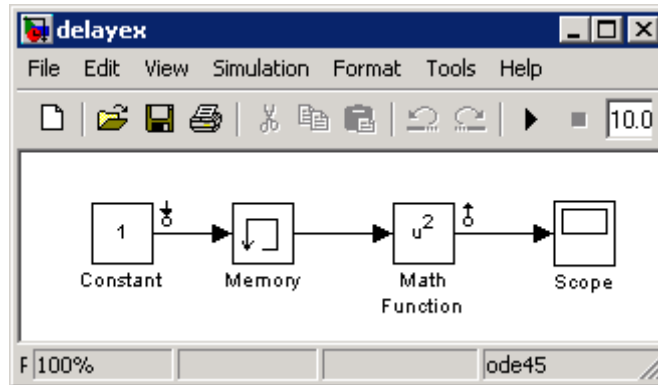 delayex
File Edit View Simulation Format Tools Help
10.0
1
u2
Constant
Memory
Math
Function
Scope
F 100%
ode45